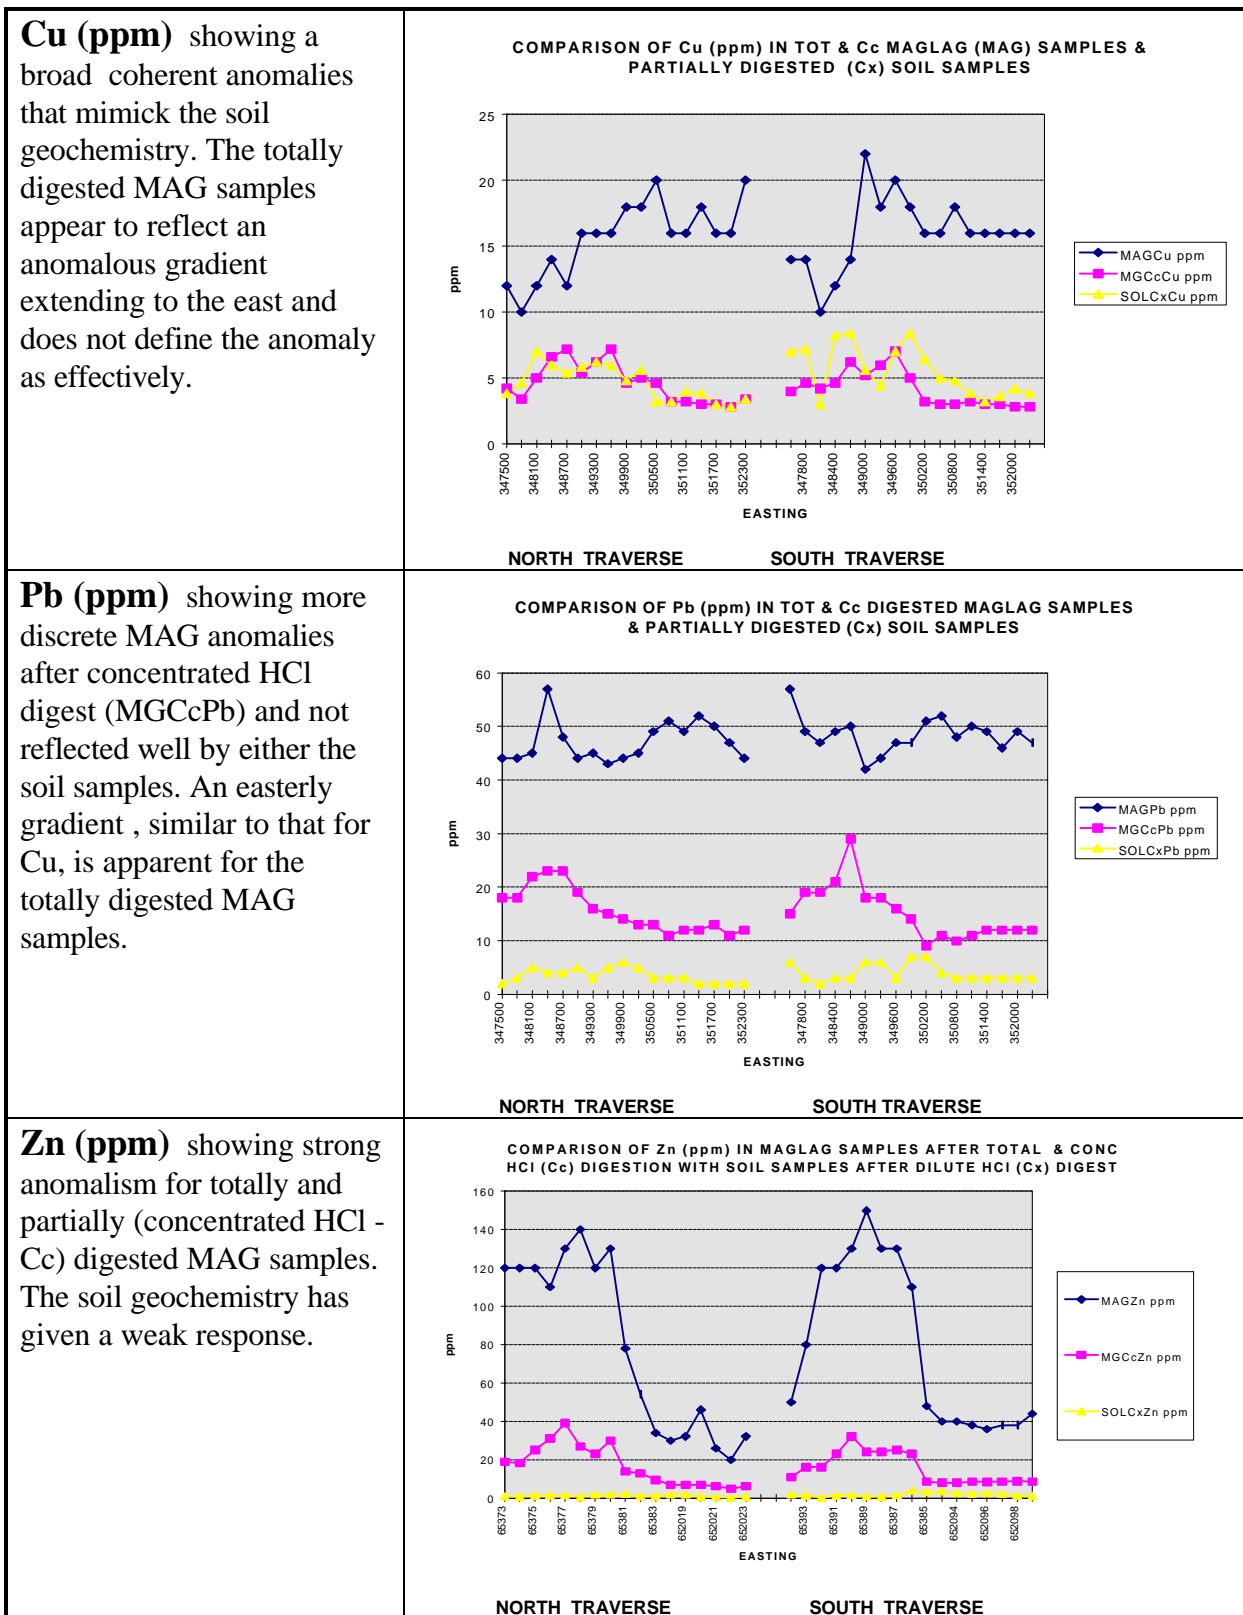 Cu (ppm) showing a
broad coherent anomalies
that mimick the soil
geochemistry. The totally
digested MAG samples
appear to reflect an
anomalous gradient
extending to the east and
does not define the anomaly
as effectively.
COMPARISON OF Cu (ppm) IN TOT & Cc MAGLAG (MAG) SAMPLES &
PARTIALLY DIGESTED (Cx) SOIL SAMPLES
25
20
15
10
5
0
ppm
347500
348100
348700
349300
349900
350500
351100
351700
352300
347800
348400
349000
349600
350200
350800
351400
352000
EASTING
MAGCu ppm
MGCcCu ppm
SOLCxCu ppm
NORTH TRAVERSE SOUTH TRAVERSE
Pb (ppm) showing more
discrete MAG anomalies
after concentrated HCl
digest (MGCcPb) and not
reflected well by either the
soil samples. An easterly
gradient , similar to that for
Cu, is apparent for the
totally digested MAG
samples.
COMPARISON OF Pb (ppm) IN TOT & Cc DIGESTED MAGLAG SAMPLES
& PARTIALLY DIGESTED (Cx) SOIL SAMPLES
60
50
40
30
20
10
0
ppm
347500
348100
348700
349300
349900
350500
351100
351700
352300
347800
348400
349000
349600
350200
350800
351400
352000
EASTING
MAGPb ppm
MGCcPb ppm
SOLCxPb ppm
NORTH TRAVERSE SOUTH TRAVERSE
Zn (ppm) showing strong
anomalism for totally and
partially (concentrated HCl -
Cc) digested MAG samples.
The soil geochemistry has
given a weak response.
COMPARISON OF Zn (ppm) IN MAGLAG SAMPLES AFTER TOTAL & CONC
HCl (Cc) DIGESTION WITH SOIL SAMPLES AFTER DILUTE HCl (Cx) DIGEST
160
140
120
100
80
60
40
20
0
ppm
65373
65375
65377
65379
65381
65383
652019
652021
652023
65393
65391
65389
65387
65385
652094
652096
652098
EASTING
MAGZn ppm
MGCcZn ppm
SOLCxZn ppm
NORTH TRAVERSE SOUTH TRAVERSE